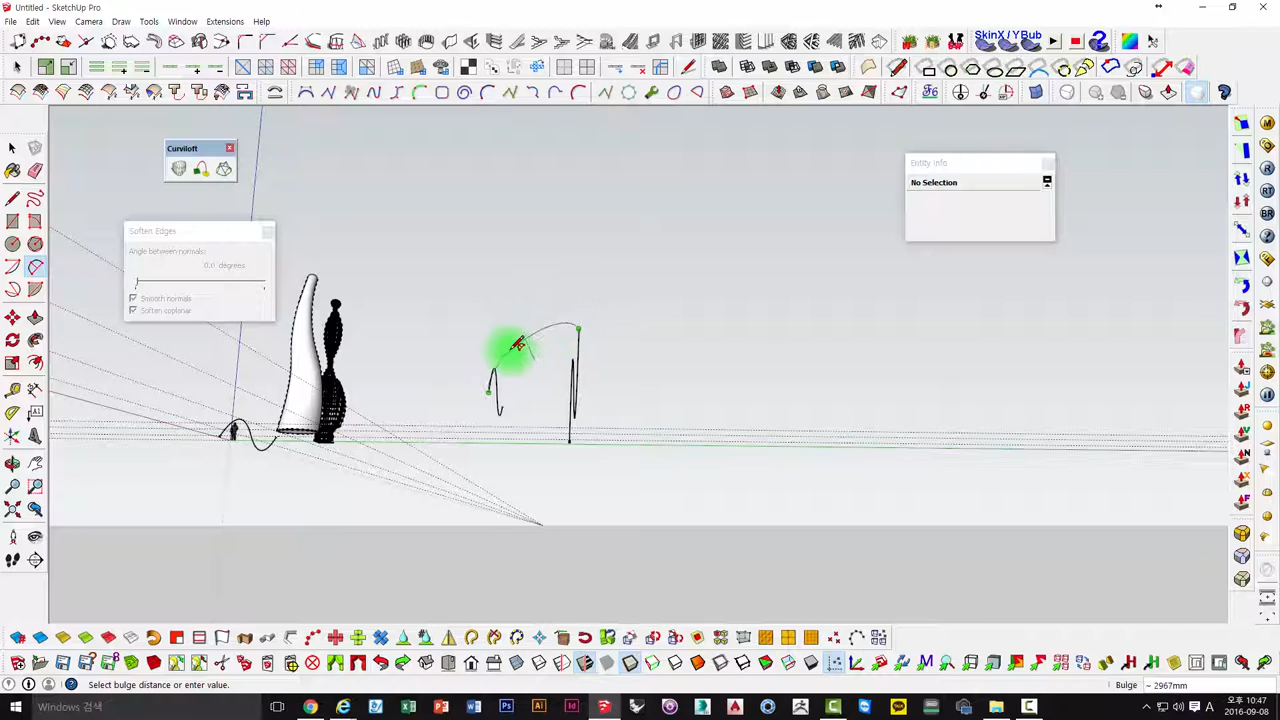 Untitled - SketchUp Pro
File Edit View Camera Draw Tools Window Extensions Help
SkinX / YBub
Curviloft
Entity Info
No Selection
Soften Edges
Angle between normals:
0.0 degrees
Smooth normals
Soften coplanar
Select bulge distance or enter value.
Bulge ~ 2967mm
Windows 검색
오후 10:47
2016-09-08